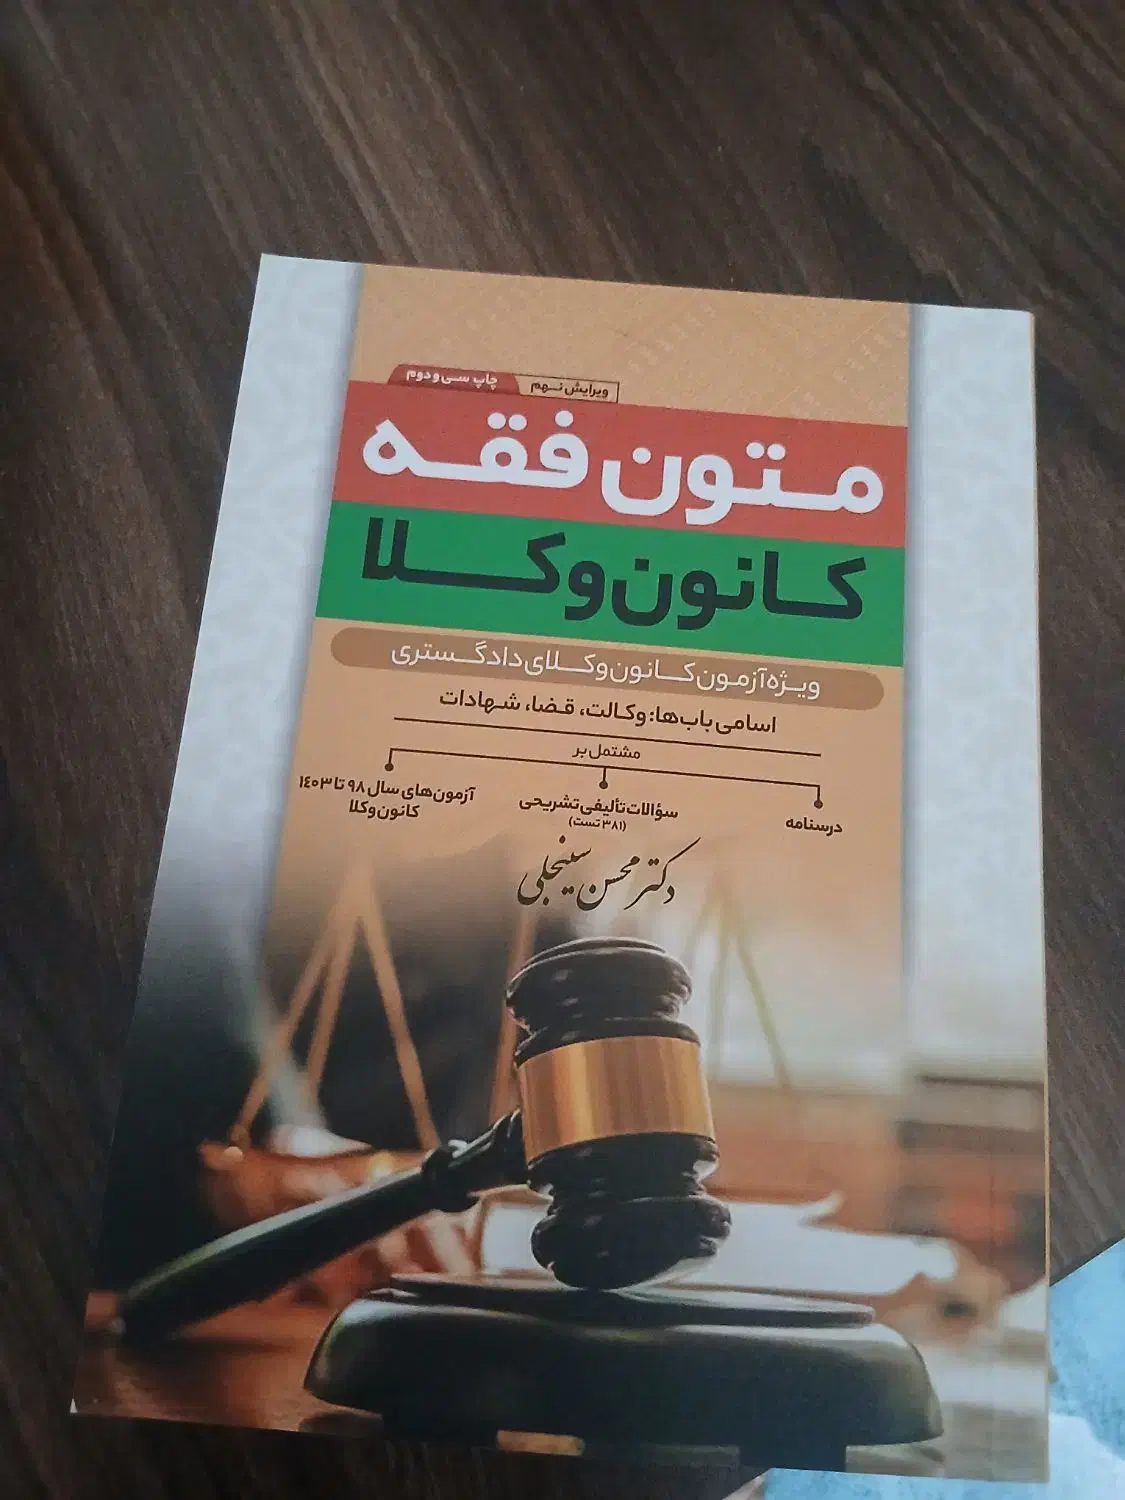 ویرایش نهم
چاپ سی و دوم
متون فقه
کانون وکلا
ویژه آزمون کانون وکلای دادگستری
اسامی باب‌ها: وکالت، قضا، شهادات
مشتمل بر
درسنامه
سؤالات تألیفی تشریحی
(۳۸۱ تست)
آزمون‌های سال ۹۸ تا ۱۴۰۳
کانون وکلا
دکتر محسن سینجلی